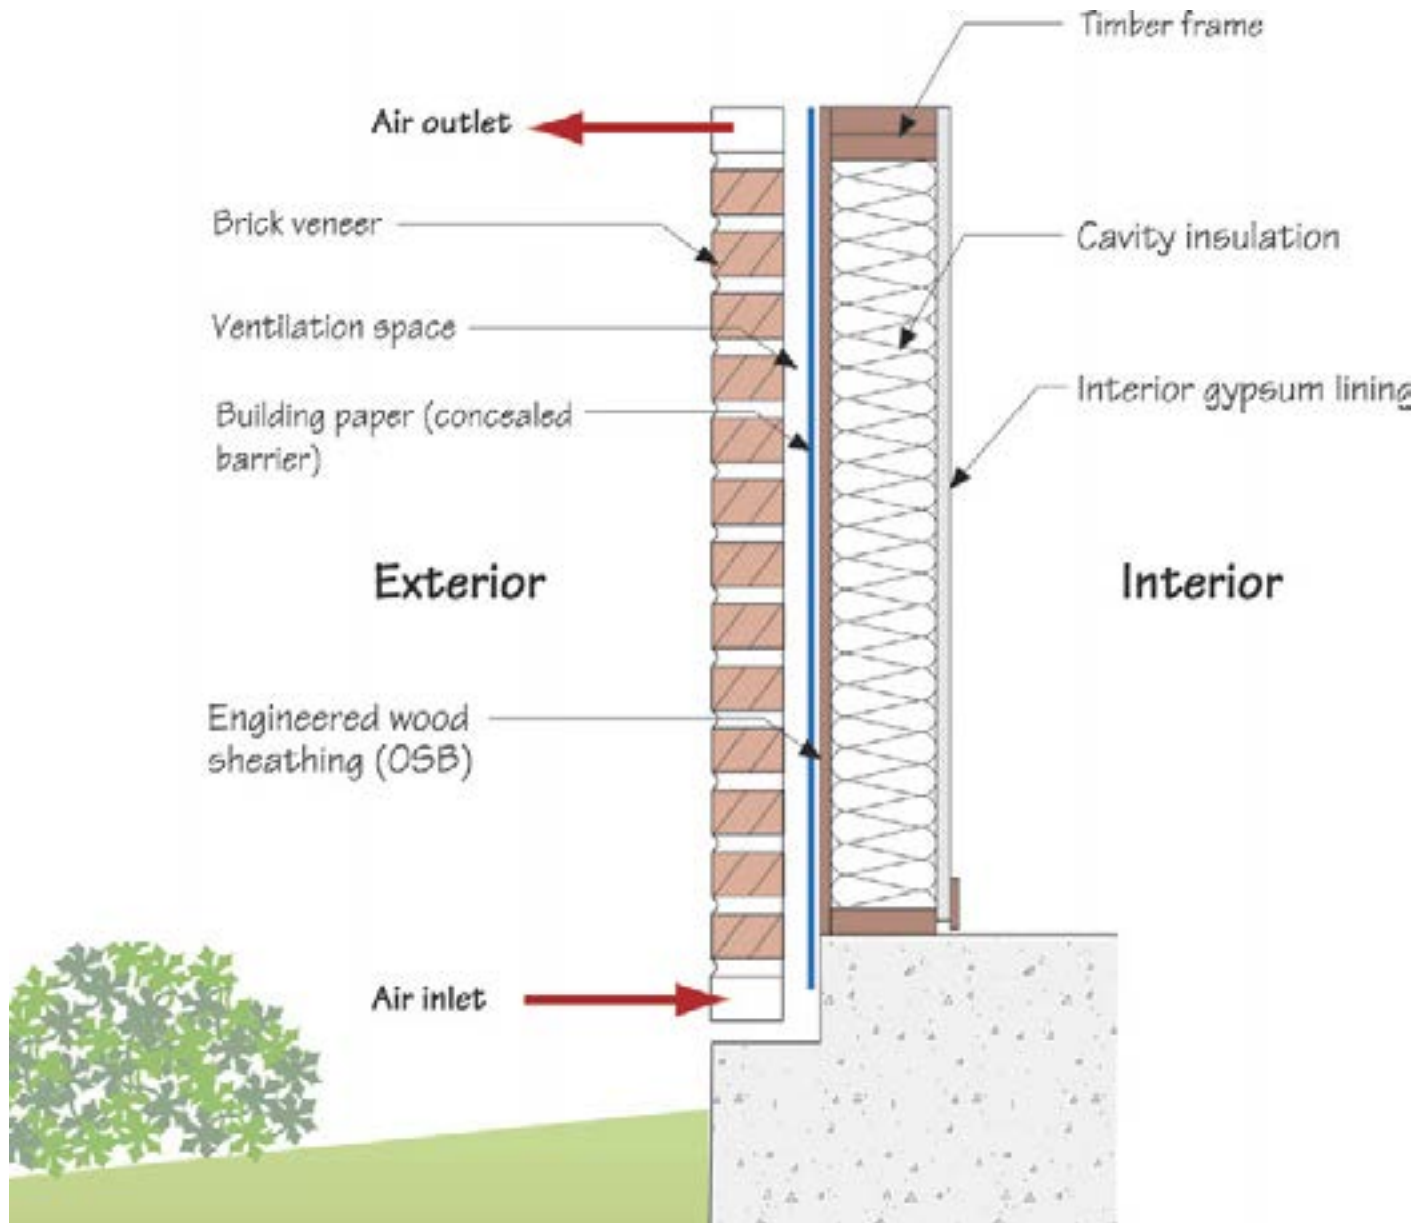 Timber frame
Air outlet
Brick veneer
Cavity insulation
Ventilation space
Interior gypsum lining
Building paper (concealed
barrier)
Exterior
Interior
Engineered wood
sheathing (OSB)
Air inlet